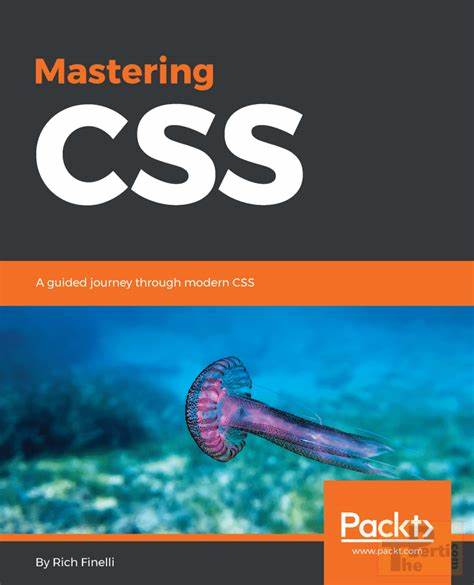 Mastering
CSS
A guided journey through modern CSS
Packt>
www.packt.com
By Rich Finelli